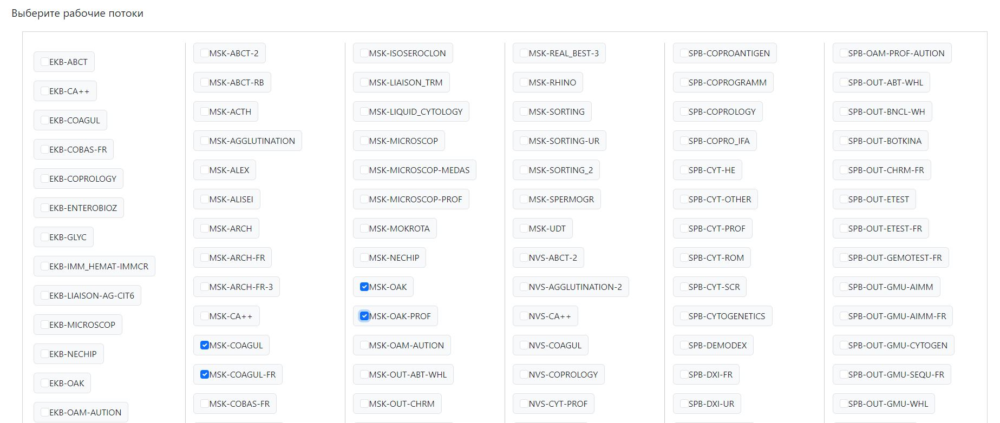 Выберите рабочие потоки
EKB-ABCT
EKB-CA++
EKB-COAGUL
EKB-COBAS-FR
EKB-COPROLOGY
EKB-ENTEROBIOZ
EKB-GLYC
EKB-IMM_HEMAT-IMMCR
EKB-LIAISON-AG-CIT6
EKB-MICROSCOP
EKB-NECHIP
EKB-OAK
EKB-OAM-AUTION
MSK-ABCT-2
MSK-ABCT-RB
MSK-ACTH
MSK-AGGLUTINATION
MSK-ALEX
MSK-ALISEI
MSK-ARCH
MSK-ARCH-FR
MSK-ARCH-FR-3
MSK-CA++
MSK-COAGUL
MSK-COAGUL-FR
MSK-COBAS-FR
MSK-ISOSEROCLON
MSK-LIAISON_TRM
MSK-LIQUID_CYTOLOGY
MSK-MICROSCOP
MSK-MICROSCOP-MEDAS
MSK-MICROSCOP-PROF
MSK-MOKROTA
MSK-NECHIP
MSK-OAK
MSK-OAK-PROF
MSK-OAM-AUTION
MSK-OUT-ABT-WHL
MSK-OUT-CHRM
MSK-REAL_BEST-3
MSK-RHINO
MSK-SORTING
MSK-SORTING-UR
MSK-SORTING_2
MSK-SPERMOGR
MSK-UDT
NVS-ABCT-2
NVS-AGGLUTINATION-2
NVS-CA++
NVS-COAGUL
NVS-COPROLOGY
NVS-CYT-PROF
SPB-COPROANTIGEN
SPB-COPROGRAMM
SPB-COPROLOGY
SPB-COPRO_IFA
SPB-CYT-HE
SPB-CYT-OTHER
SPB-CYT-PROF
SPB-CYT-ROM
SPB-CYT-SCR
SPB-CYTOGENETICS
SPB-DEMODEX
SPB-DXI-FR
SPB-DXI-UR
SPB-OAM-PROF-AUTION
SPB-OUT-ABT-WHL
SPB-OUT-BNCL-WH
SPB-OUT-BOTKINA
SPB-OUT-CHRM-FR
SPB-OUT-ETEST
SPB-OUT-ETEST-FR
SPB-OUT-GEMOTEST-FR
SPB-OUT-GMU-AIMM
SPB-OUT-GMU-AIMM-FR
SPB-OUT-GMU-CYTOGEN
SPB-OUT-GMU-SEQU-FR
SPB-OUT-GMU-WHL